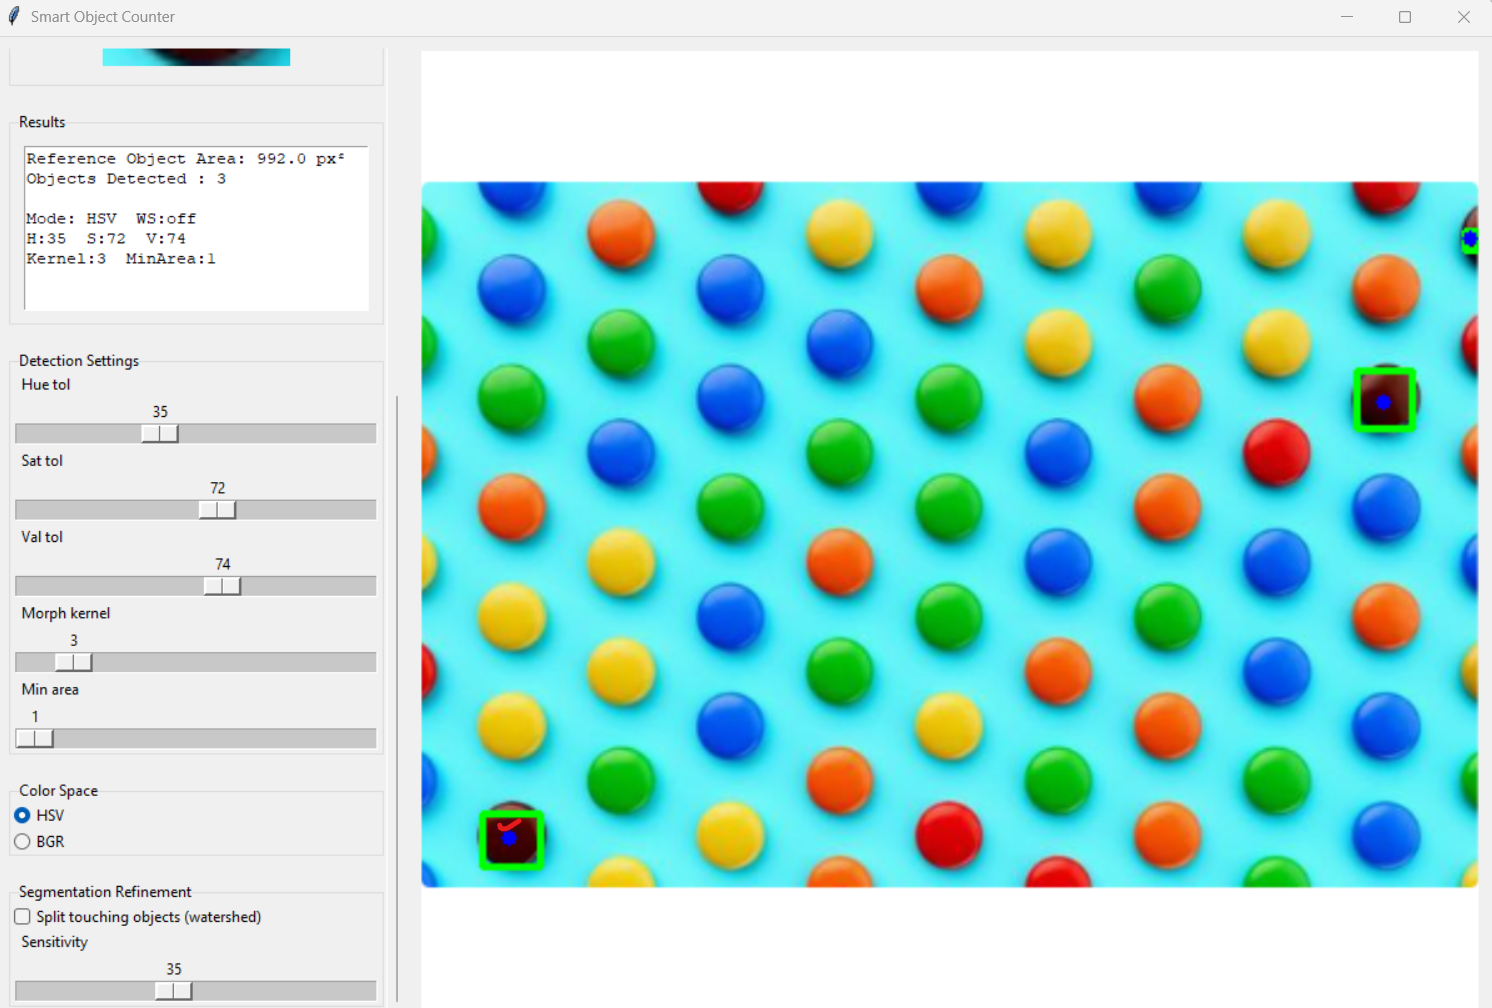 Smart Object Counter
Results
Reference Object Area: 992.0 px²
Objects Detected : 3
Mode: HSV  WS:off
H:35  S:72  V:74
Kernel:3  MinArea:1
Detection Settings
Hue tol
35
Sat tol
72
Val tol
74
Morph kernel
3
Min area
1
Color Space
HSV
BGR
Segmentation Refinement
Split touching objects (watershed)
Sensitivity
35